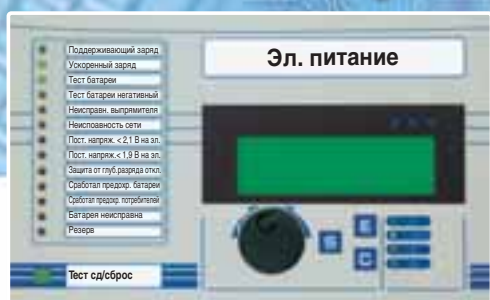 Поддерживающий заряд
Ускоренный заряд
Тест батареи
Тест батареи негативный
Неисправн. выпрямителя
Неисповность сети
Пост. напряж. < 2,1 В на эл.
Пост. напряж. < 1,9 В на эл.
Защита от глуб.разряда откл.
Сработал предохр. батареи
Сработал предохр. потребителей
Батарея неисправна
Резерв
Тест сд/сброс
Эл. питание
S
E
C